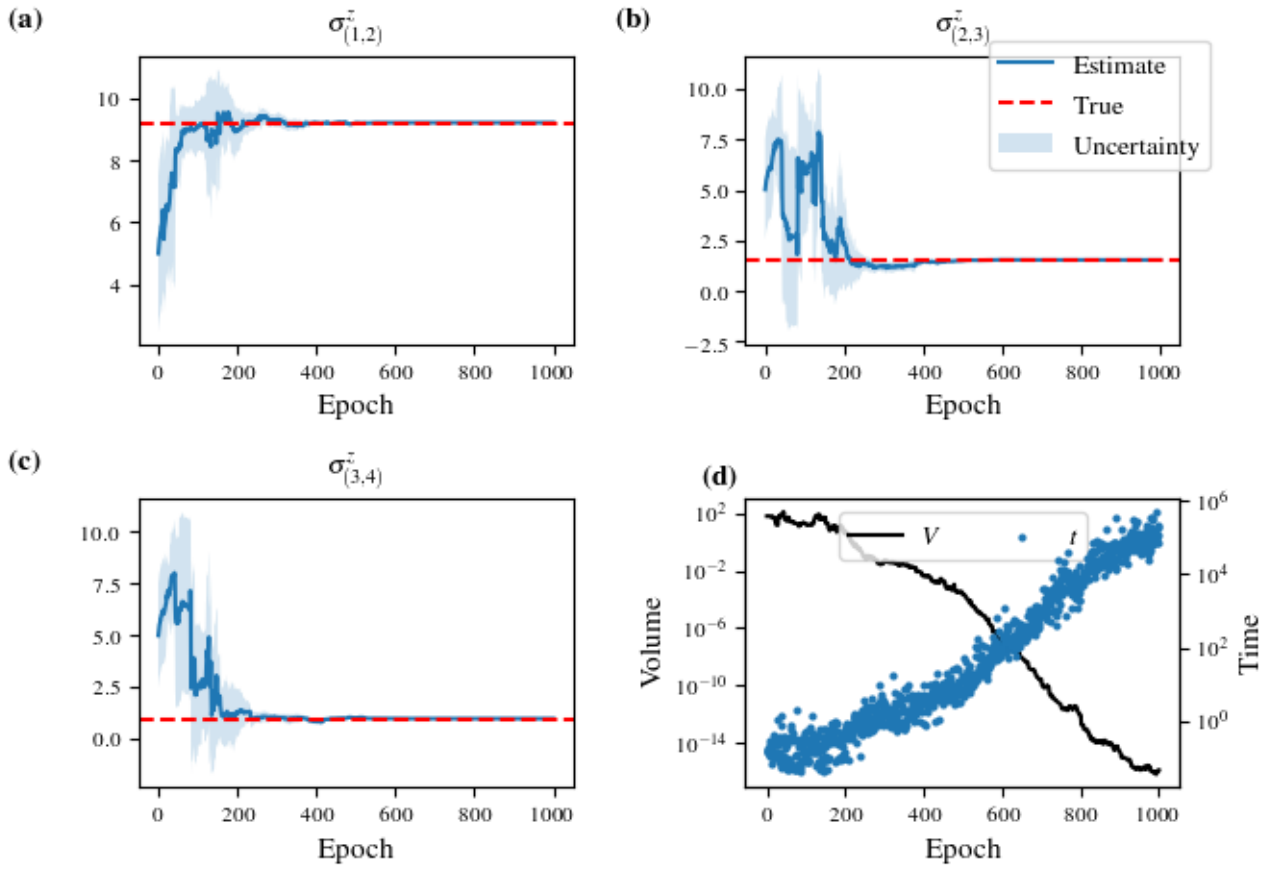 (a)
σ^z_(1,2)
10
8
6
4
0 200 400 600 800 1000
Epoch
(b)
σ^z_(2,3)
Estimate
True
Uncertainty
10.0
7.5
5.0
2.5
0.0
−2.5
0 200 400 600 800 1000
Epoch
(c)
σ^z_(3,4)
10.0
7.5
5.0
2.5
0.0
0 200 400 600 800 1000
Epoch
(d)
V t
Volume
10^2
10^−2
10^−6
10^−10
10^−14
Time
10^6
10^4
10^2
10^0
0 200 400 600 800 1000
Epoch